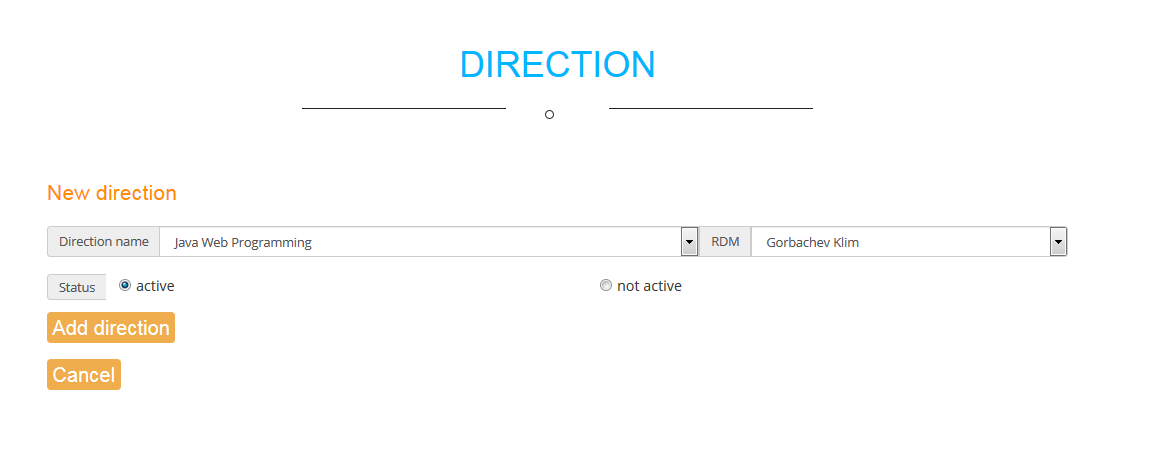 DIRECTION
New direction
Direction name Java Web Programming RDM Gorbachev Klim
Status active not active
Add direction
Cancel